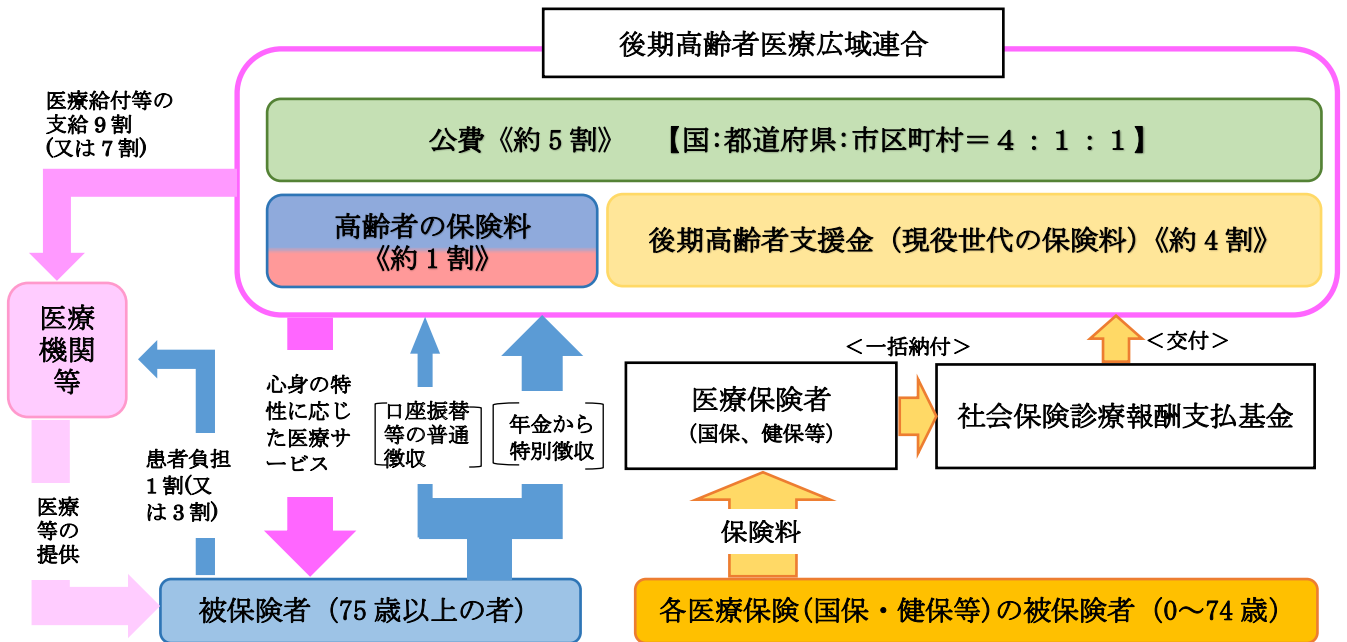 後期高齢者医療広域連合
医療給付等の
支給9割
(又は7割)
公費《約5割》　【国:都道府県:市区町村＝4：1：1】
高齢者の保険料
《約1割》
後期高齢者支援金（現役世代の保険料）《約4割》
医療
機関
等
＜一括納付＞
＜交付＞
心身の特
性に応じ
た医療サ
ービス
口座振替
等の普通
徴収
年金から
特別徴収
医療保険者
（国保、健保等）
社会保険診療報酬支払基金
患者負担
1割(又
は3割)
医療
等の
提供
保険料
被保険者（75歳以上の者）
各医療保険(国保・健保等)の被保険者（0～74歳）